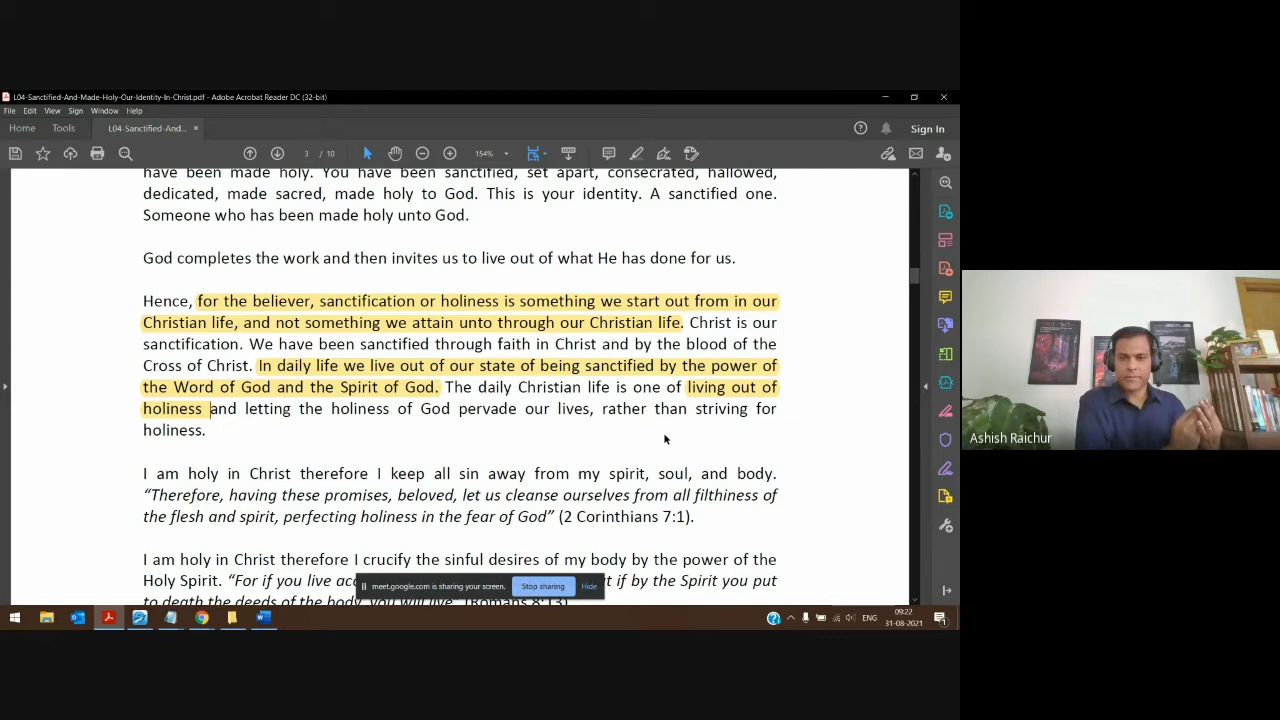 L04-Sanctified-And-Made-Holy-Our-Identity-In-Christ.pdf - Adobe Acrobat Reader DC (32-bit)
File Edit View Sign Window Help
Home Tools L04-Sanctified-And... × Sign In
3 / 10 154%
have been made holy. You have been sanctified, set apart, consecrated, hallowed,
dedicated, made sacred, made holy to God. This is your identity. A sanctified one.
Someone who has been made holy unto God.
God completes the work and then invites us to live out of what He has done for us.
Hence, for the believer, sanctification or holiness is something we start out from in our
Christian life, and not something we attain unto through our Christian life. Christ is our
sanctification. We have been sanctified through faith in Christ and by the blood of the
Cross of Christ. In daily life we live out of our state of being sanctified by the power of
the Word of God and the Spirit of God. The daily Christian life is one of living out of
holiness and letting the holiness of God pervade our lives, rather than striving for
holiness.
I am holy in Christ therefore I keep all sin away from my spirit, soul, and body.
“Therefore, having these promises, beloved, let us cleanse ourselves from all filthiness of
the flesh and spirit, perfecting holiness in the fear of God” (2 Corinthians 7:1).
I am holy in Christ therefore I crucify the sinful desires of my body by the power of the
Holy Spirit. “For if you live acc t if by the Spirit you put
to death the deeds of the body, you will live” (Romans 8:13)
meet.google.com is sharing your screen. Stop sharing Hide
Ashish Raichur
ENG
09:22
31-08-2021